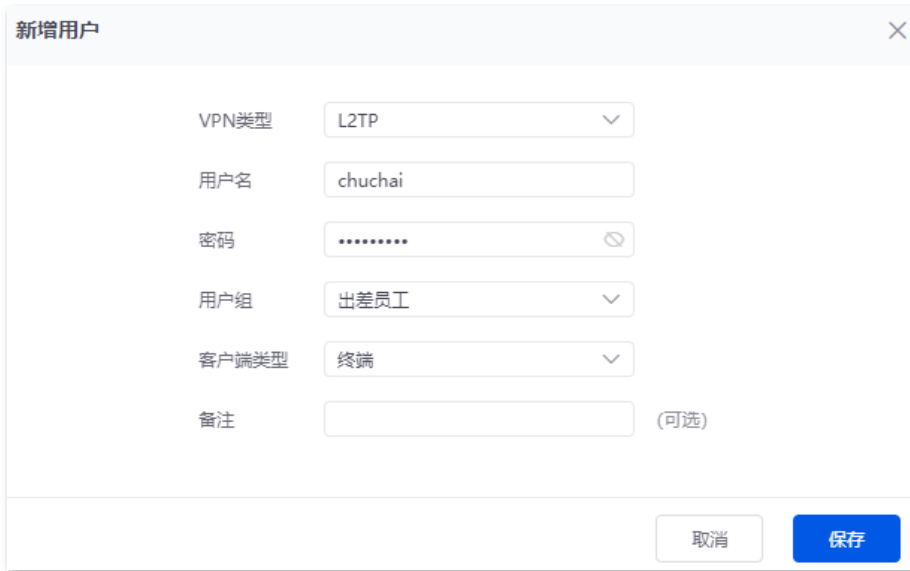 新增用户
VPN类型 L2TP
用户名 chuchai
密码 •••••••••
用户组 出差员工
客户端类型 终端
备注 (可选)
取消 保存